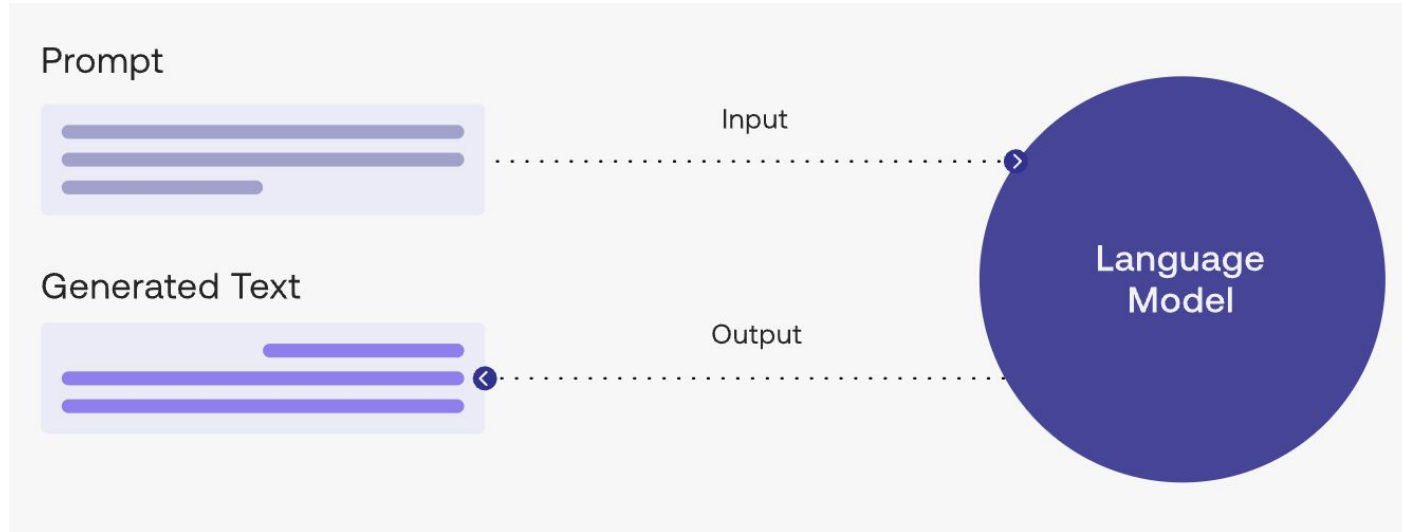 Prompt
Input
Language
Model
Generated Text
Output